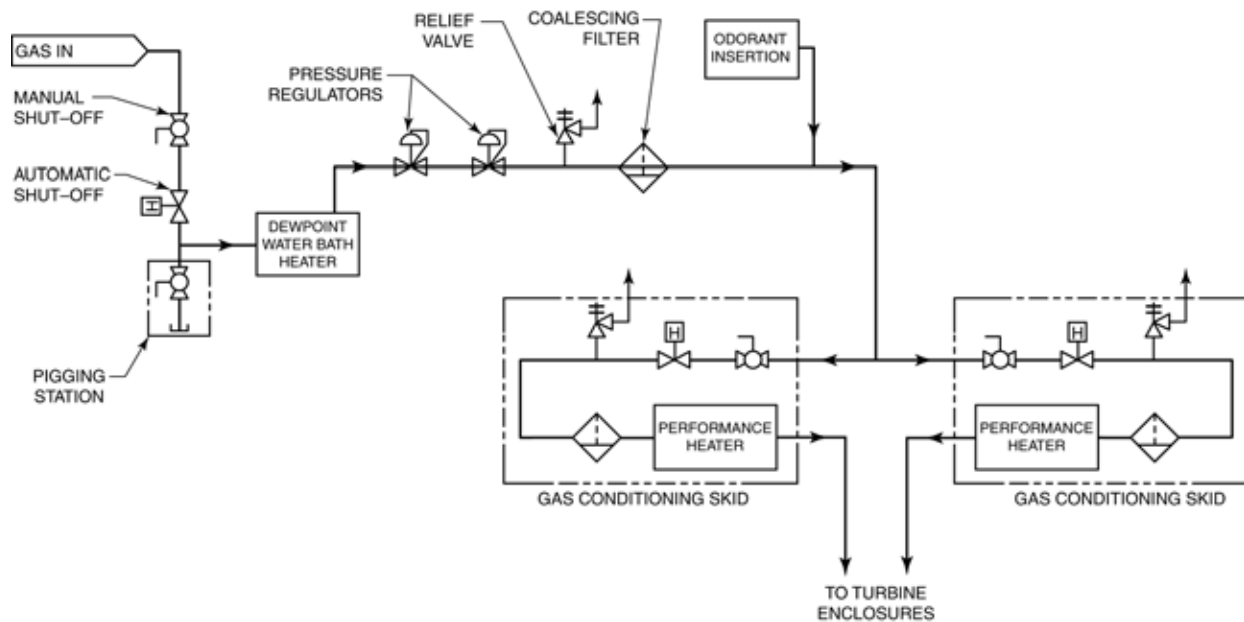 GAS IN
MANUAL
SHUT–OFF
AUTOMATIC
SHUT–OFF
H
PIGGING
STATION
DEWPOINT
WATER BATH
HEATER
PRESSURE
REGULATORS
RELIEF
VALVE
COALESCING
FILTER
ODORANT
INSERTION
H
PERFORMANCE
HEATER
GAS CONDITIONING SKID
H
PERFORMANCE
HEATER
GAS CONDITIONING SKID
TO TURBINE
ENCLOSURES